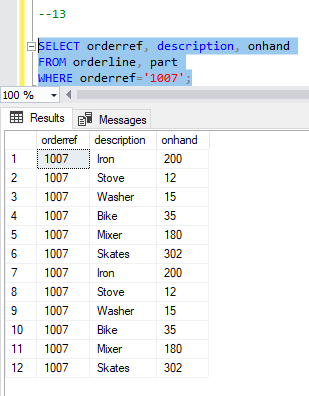 --13
SELECT orderref, description, onhand
FROM orderline, part
WHERE orderref='1007';
100 %
Results Messages
orderref description onhand
1 1007 Iron 200
2 1007 Stove 12
3 1007 Washer 15
4 1007 Bike 35
5 1007 Mixer 180
6 1007 Skates 302
7 1007 Iron 200
8 1007 Stove 12
9 1007 Washer 15
10 1007 Bike 35
11 1007 Mixer 180
12 1007 Skates 302